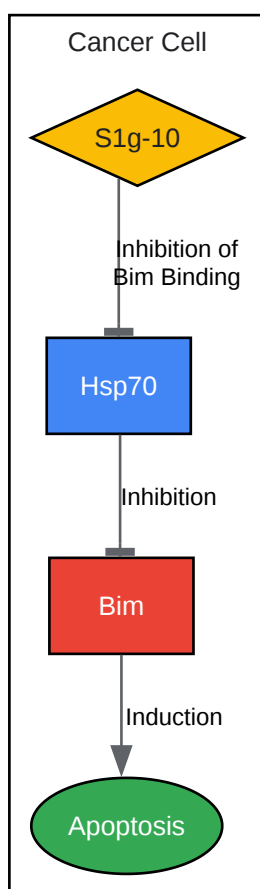 Cancer Cell
S1g-10
Inhibition of
Bim Binding
Hsp70
Inhibition
Bim
Induction
Apoptosis